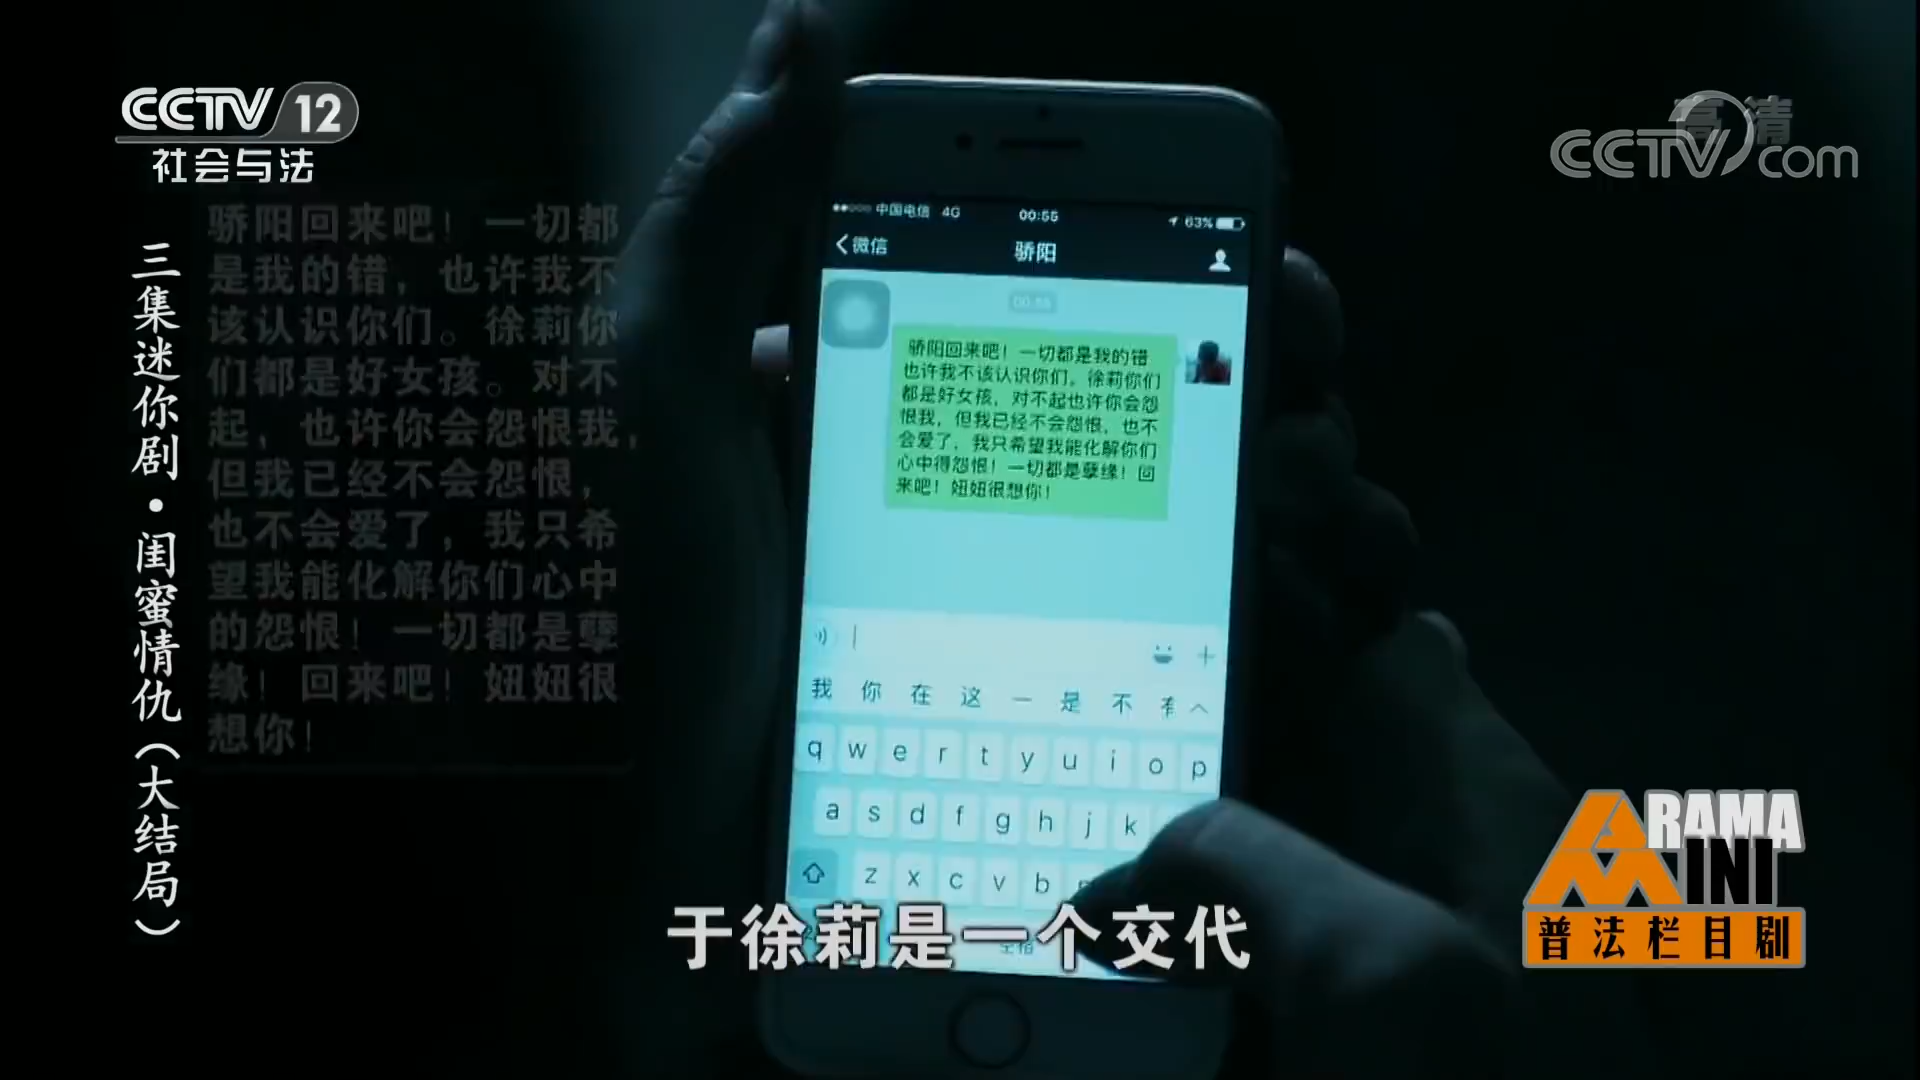 CCTV 12
社会与法
高清
CCTV.com
三集迷你剧·闺蜜情仇(大结局)
骄阳回来吧!一切都
是我的错,也许我不
该认识你们。徐莉你
们都是好女孩。对不
起,也许你会怨恨我,
但我已经不会怨恨,
也不会爱了,我只希
望我能化解你们心中
的怨恨!一切都是孽
缘!回来吧!妞妞很
想你!
中国电信 4G 00:55 63%
微信 骄阳
00:55
骄阳回来吧!一切都是我的错
也许我不该认识你们。徐莉你们
都是好女孩,对不起也许你会怨
恨我,但我已经不会怨恨,也不
会爱了,我只希望我能化解你们
心中得怨恨!一切都是孽缘!回
来吧!妞妞很想你!
我 你 在 这 一 是 不 有
q w e r t y u i o p
a s d f g h j k
z x c v b
空格
于徐莉是一个交代
RAMA
INI
普法栏目剧